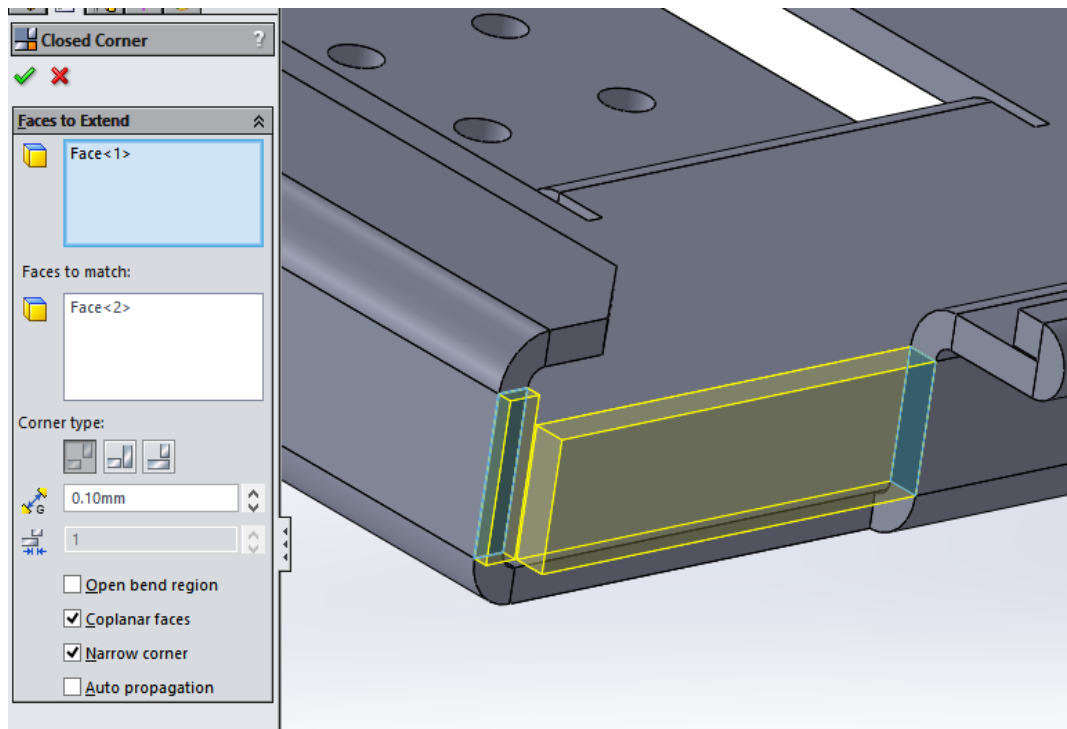 Closed Corner ?
Faces to Extend
Face<1>
Faces to match:
Face<2>
Corner type:
G
0.10mm
1
Open bend region
Coplanar faces
Narrow corner
Auto propagation